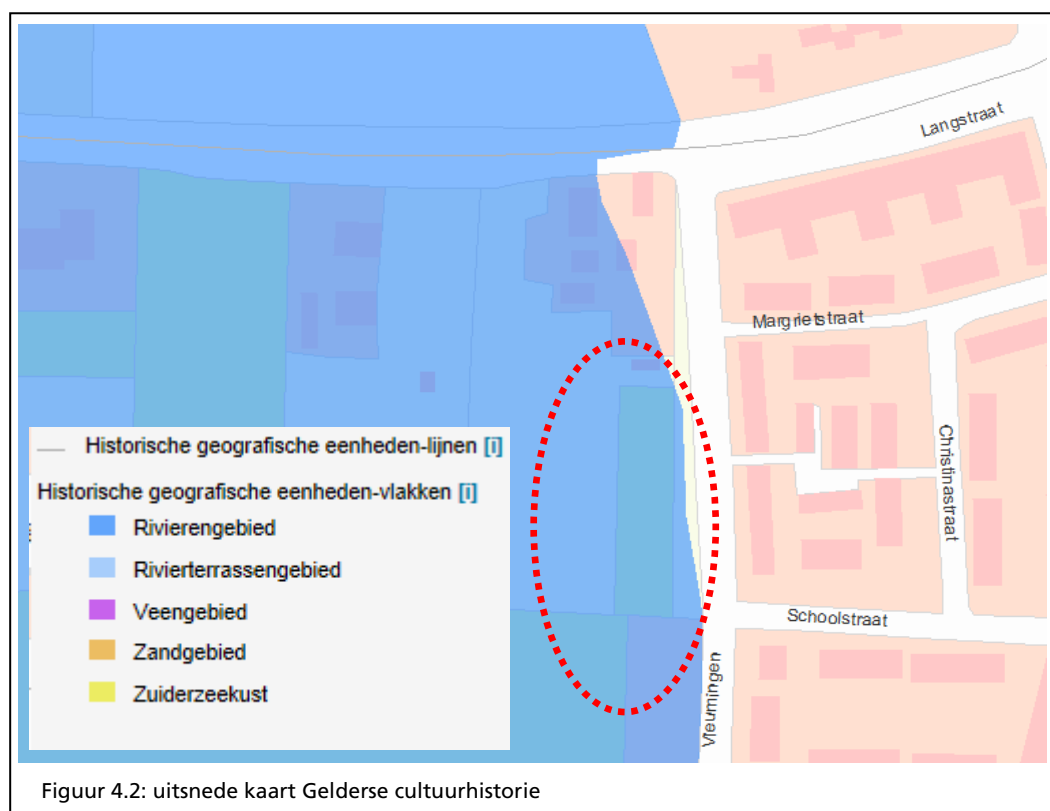 Langstraat
Margrietstraat
Christinastraat
Schoolstraat
Vleumingen
Historische geografische eenheden-lijnen [i]
Historische geografische eenheden-vlakken [i]
Rivierengebied
Rivierterrassengebied
Veengebied
Zandgebied
Zuiderzeekust
Figuur 4.2: uitsnede kaart Gelderse cultuurhistorie